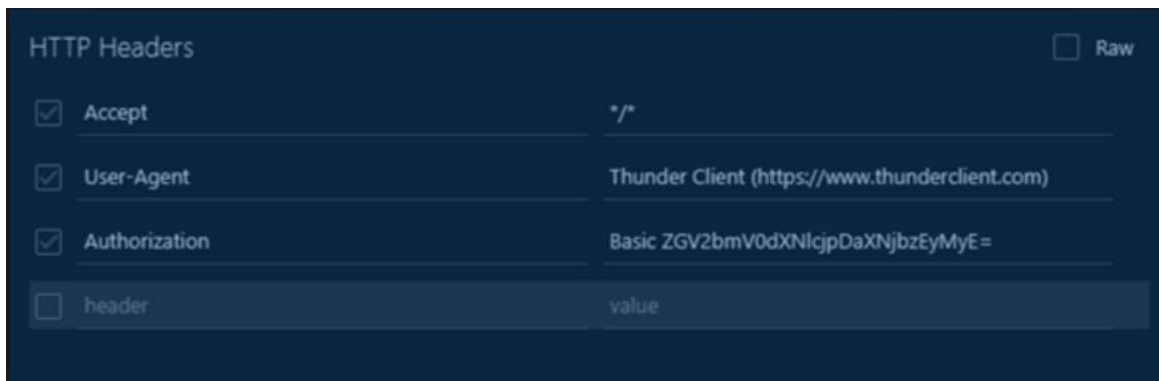 HTTP Headers Raw
Accept */*
User-Agent Thunder Client (https://www.thunderclient.com)
Authorization Basic ZGV2bmV0dXNlcjpDaXNjbzEyMyE=
header value